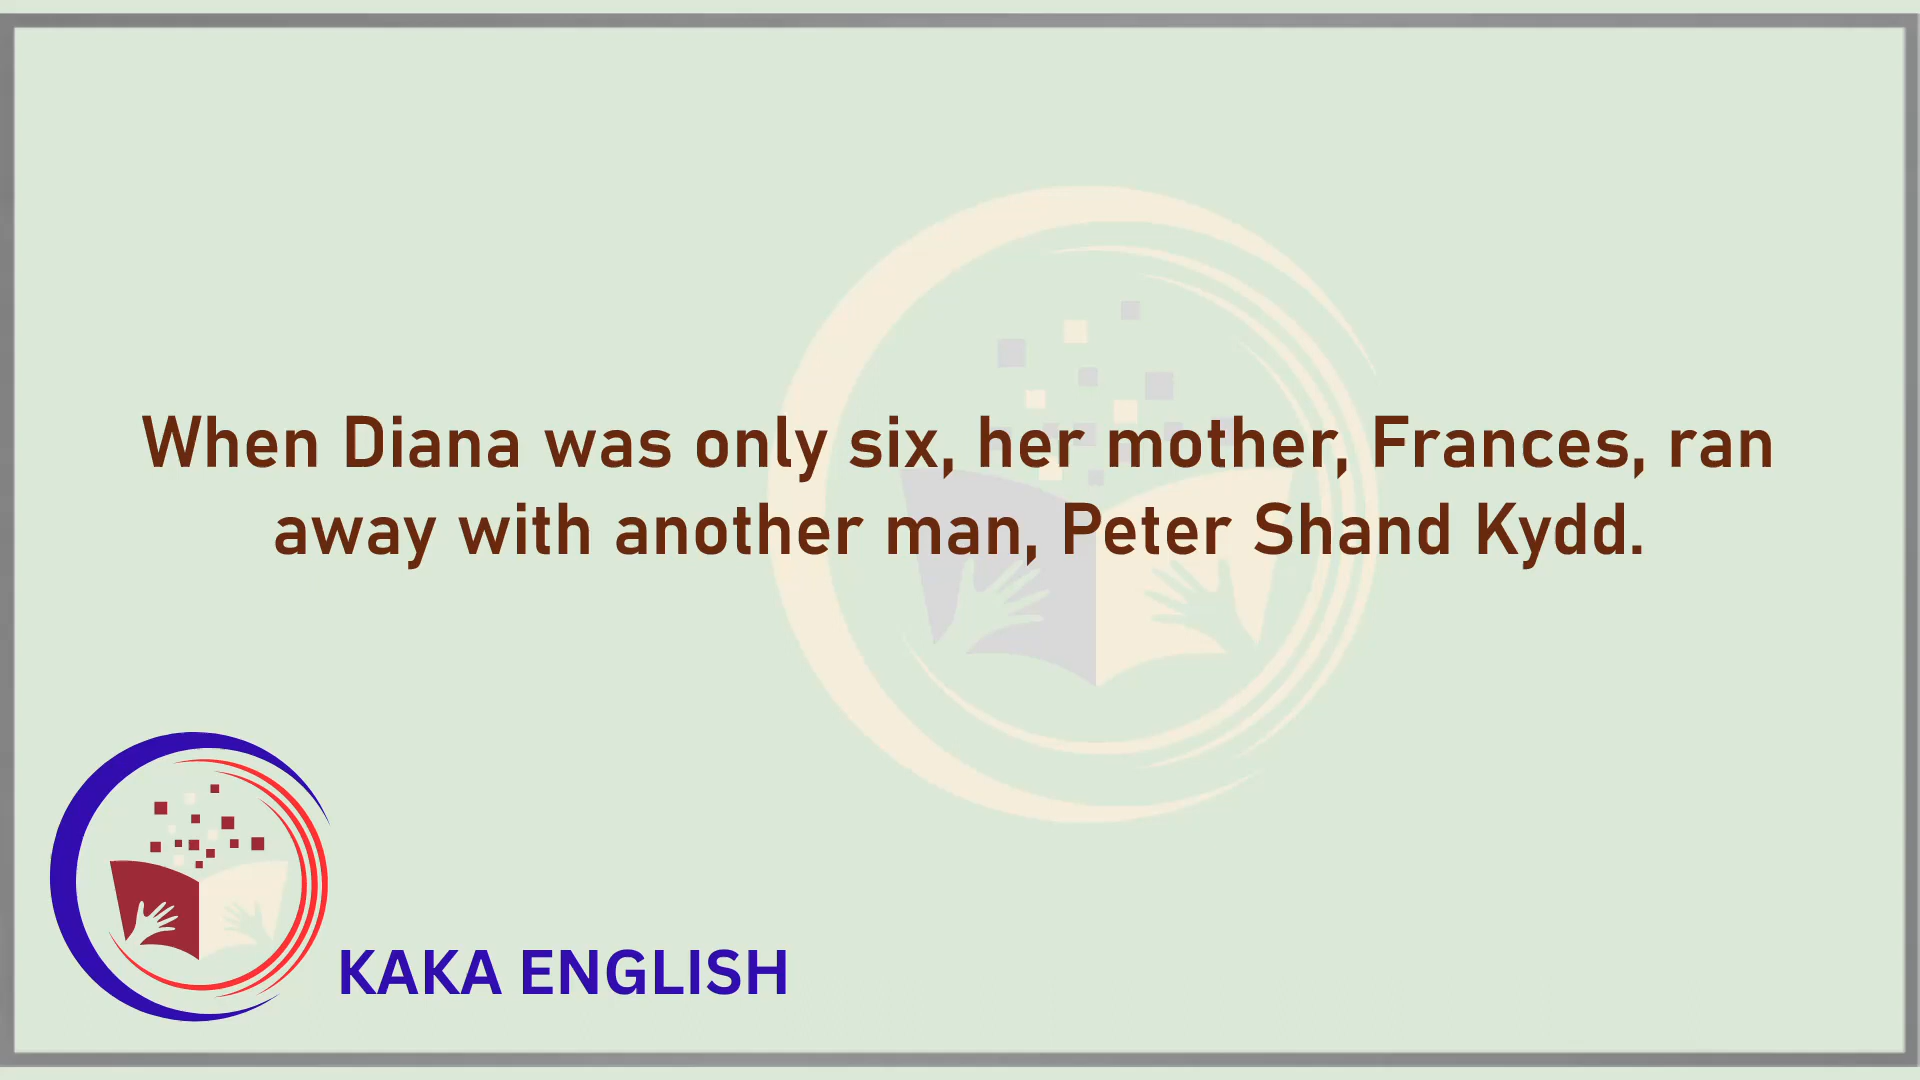 When Diana was only six, her mother, Frances, ran
away with another man, Peter Shand Kydd.
KAKA ENGLISH